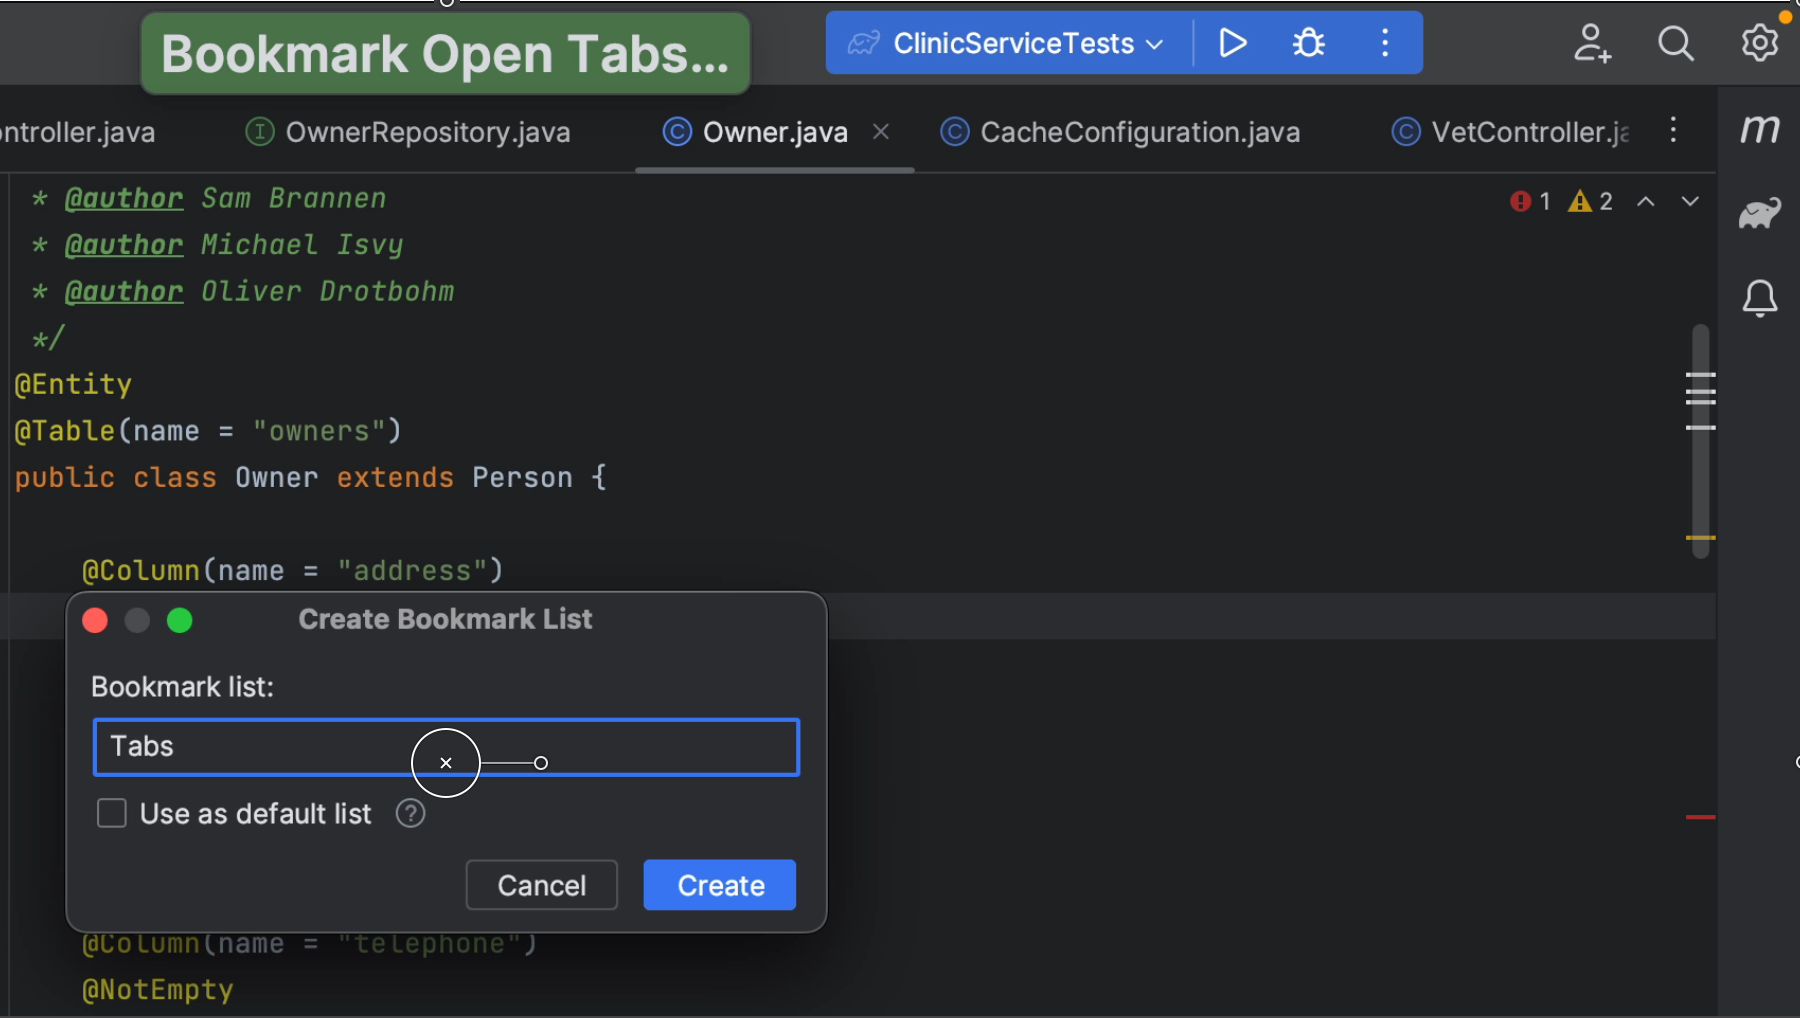 Bookmark Open Tabs...
ClinicServiceTests
ntroller.java
OwnerRepository.java
Owner.java
CacheConfiguration.java
VetController.ja
m
* @author Sam Brannen
1 2
* @author Michael Isvy
* @author Oliver Drotbohm
*/
@Entity
@Table(name = "owners")
public class Owner extends Person {
@Column(name = "address")
Create Bookmark List
Bookmark list:
Tabs
Use as default list ?
Cancel
Create
@Column(name = "telephone")
@NotEmpty